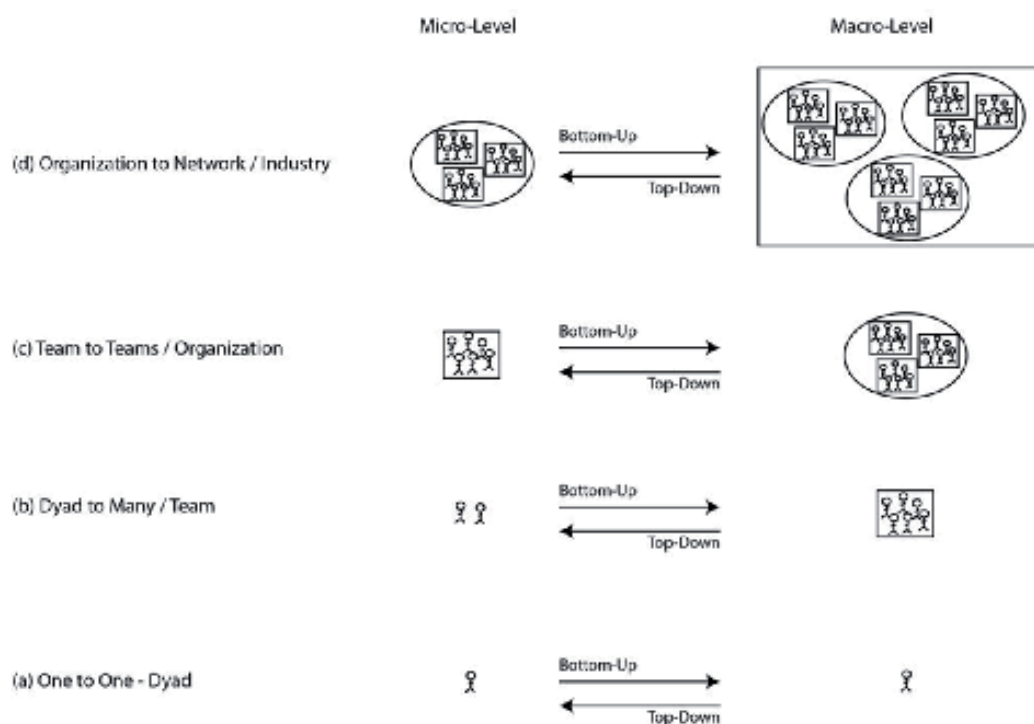 Micro-Level Macro-Level
(d) Organization to Network / Industry
Bottom-Up
Top-Down
(c) Team to Teams / Organization
Bottom-Up
Top-Down
(b) Dyad to Many / Team
Bottom-Up
Top-Down
(a) One to One - Dyad
Bottom-Up
Top-Down